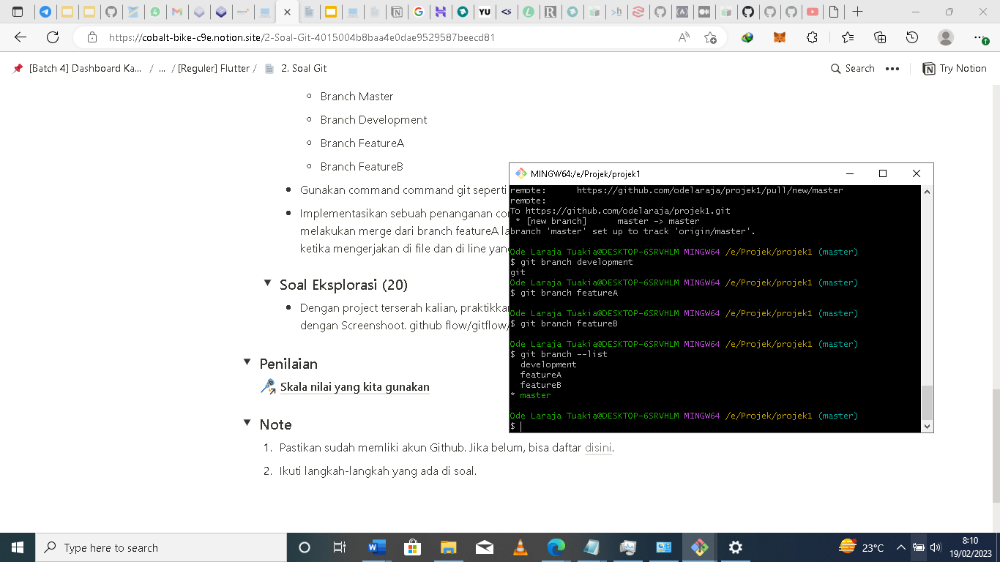 https://cobalt-bike-c9e.notion.site/2-Soal-Git-4015004b8baa4e0dae9529587beecd81
[Batch 4] Dashboard Ka... / ... / [Reguler] Flutter / 2. Soal Git
Search ••• Try Notion
Branch Master
Branch Development
Branch FeatureA
Branch FeatureB
Gunakan command command git seperti
Implementasikan sebuah penanganan co
melakukan merge dari branch featureA la
ketika mengerjakan di file dan di line yan
Soal Eksplorasi (20)
Dengan project terserah kalian, praktikka
dengan Screenshoot. github flow/gitflow/
Penilaian
Skala nilai yang kita gunakan
Note
1. Pastikan sudah memliki akun Github. Jika belum, bisa daftar disini.
2. Ikuti langkah-langkah yang ada di soal.
MINGW64:/e/Projek/projek1
remote:      https://github.com/odelaraja/projek1/pull/new/master
remote:
To https://github.com/odelaraja/projek1.git
 * [new branch]      master -> master
branch 'master' set up to track 'origin/master'.
Ode Laraja Tuakia@DESKTOP-6SRVHLM MINGW64 /e/Projek/projek1 (master)
$ git branch development
git
Ode Laraja Tuakia@DESKTOP-6SRVHLM MINGW64 /e/Projek/projek1 (master)
$ git branch featureA
Ode Laraja Tuakia@DESKTOP-6SRVHLM MINGW64 /e/Projek/projek1 (master)
$ git branch featureB
Ode Laraja Tuakia@DESKTOP-6SRVHLM MINGW64 /e/Projek/projek1 (master)
$ git branch --list
  development
  featureA
  featureB
* master
Ode Laraja Tuakia@DESKTOP-6SRVHLM MINGW64 /e/Projek/projek1 (master)
$
Type here to search
23°C
8:10
19/02/2023